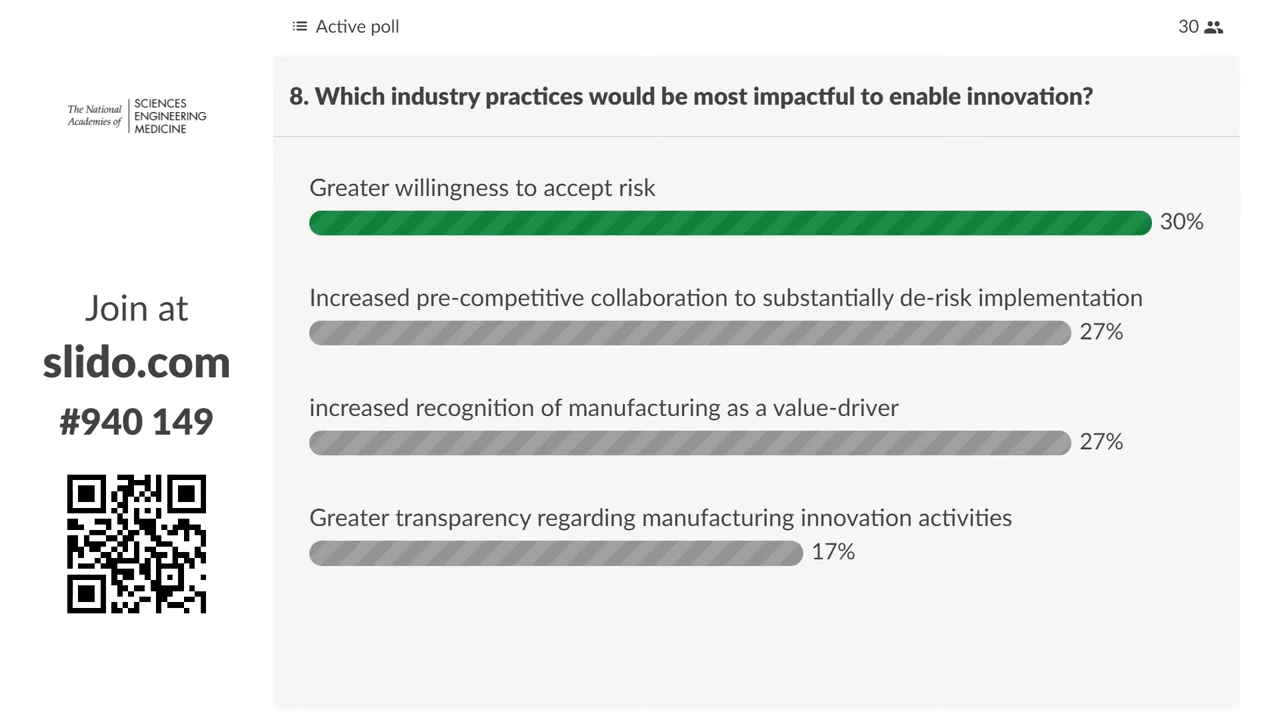 Active poll
30
The National
Academies of
SCIENCES
ENGINEERING
MEDICINE
8. Which industry practices would be most impactful to enable innovation?
Greater willingness to accept risk
30%
Increased pre-competitive collaboration to substantially de-risk implementation
27%
increased recognition of manufacturing as a value-driver
27%
Greater transparency regarding manufacturing innovation activities
17%
Join at
slido.com
#940 149